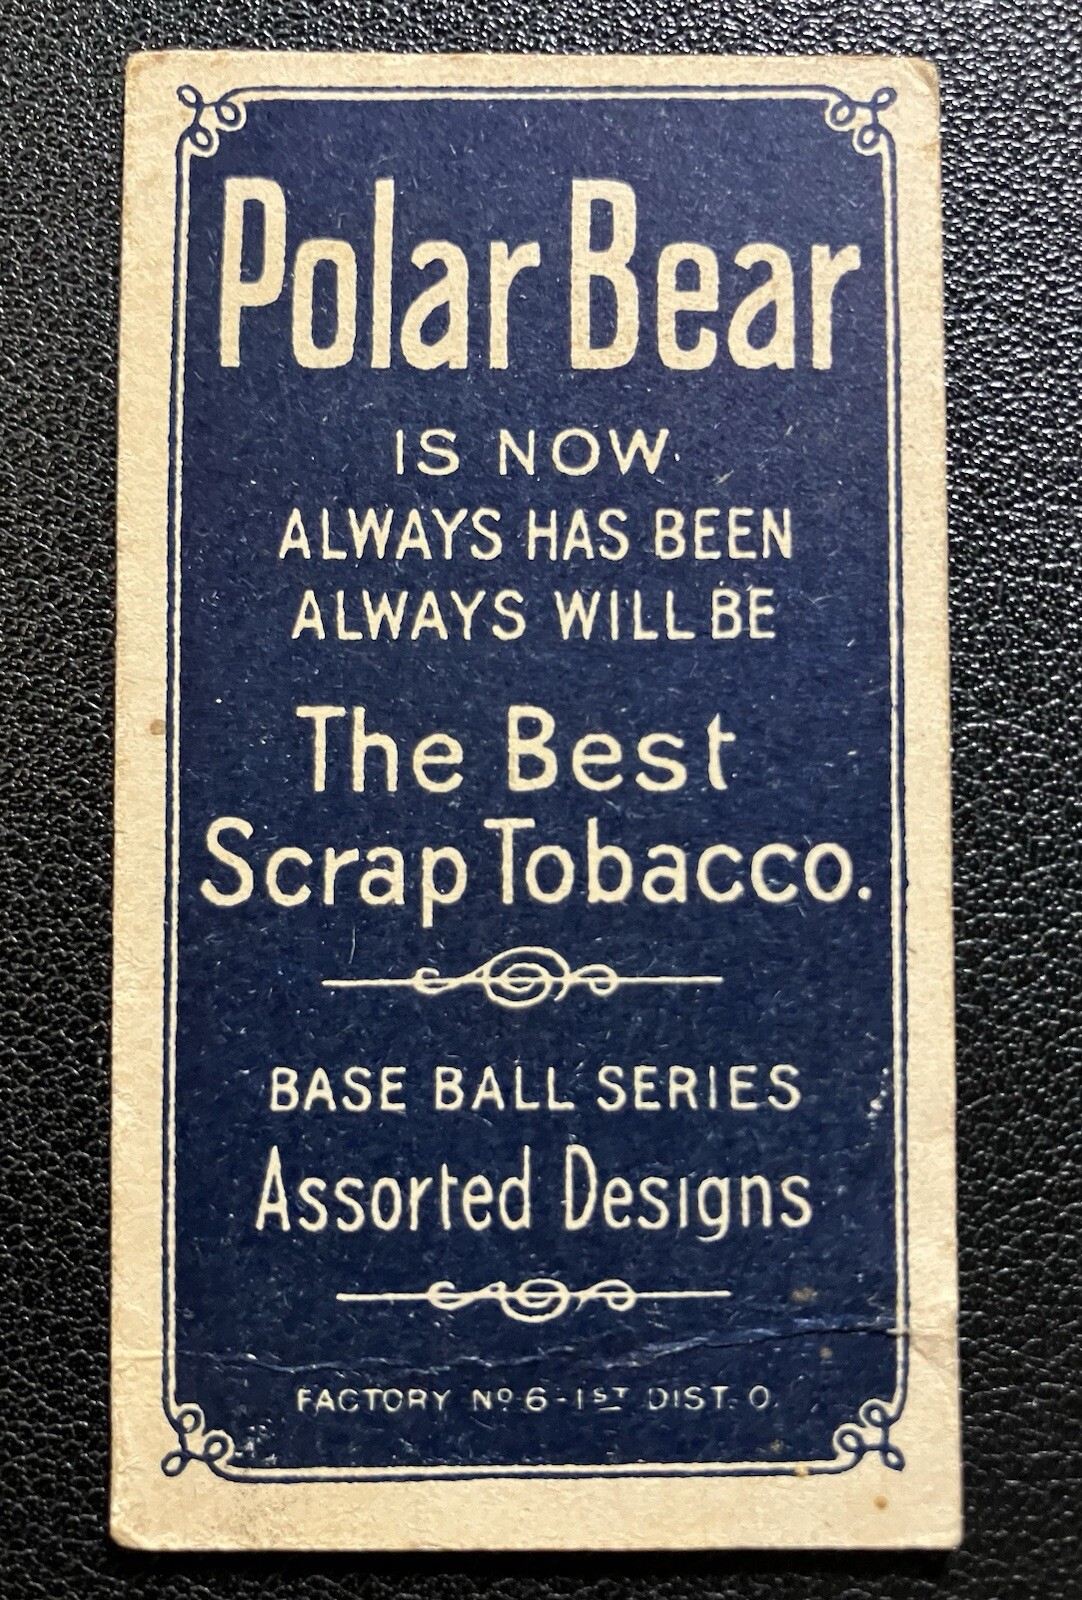 Polar Bear
IS NOW
ALWAYS HAS BEEN
ALWAYS WILL BE
The Best
Scrap Tobacco.
BASE BALL SERIES
Assorted Designs
FACTORY Nº 6-1ST DIST. O.